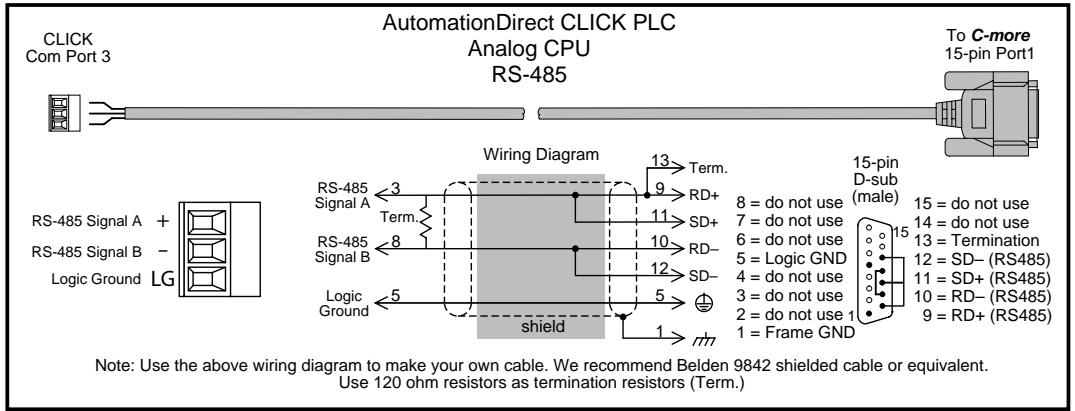 AutomationDirect CLICK PLC
Analog CPU
RS-485
CLICK
Com Port 3
To C-more
15-pin Port1
Wiring Diagram
RS-485 Signal A +
RS-485 Signal B –
Logic Ground LG
RS-485
Signal A
3
Term.
RS-485
Signal B
8
Logic
Ground
5
shield
13 Term.
9 RD+
11 SD+
10 RD–
12 SD–
5
1
8 = do not use
7 = do not use
6 = do not use
5 = Logic GND
4 = do not use
3 = do not use
2 = do not use
1 = Frame GND
15-pin
D-sub
(male)
15
1
15 = do not use
14 = do not use
13 = Termination
12 = SD– (RS485)
11 = SD+ (RS485)
10 = RD– (RS485)
9 = RD+ (RS485)
Note: Use the above wiring diagram to make your own cable. We recommend Belden 9842 shielded cable or equivalent.
Use 120 ohm resistors as termination resistors (Term.)